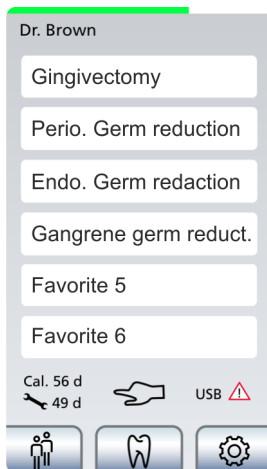 Dr. Brown
Gingivectomy
Perio. Germ reduction
Endo. Germ redaction
Gangrene germ reduct.
Favorite 5
Favorite 6
Cal. 56 d
49 d
USB